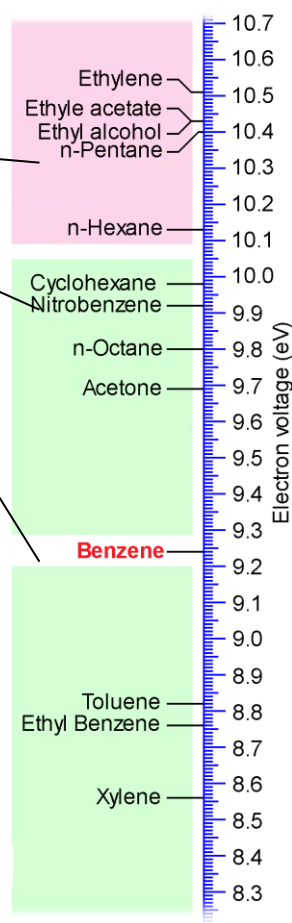 10.7
10.6
Ethylene
10.5
Ethyle acetate
Ethyl alcohol
10.4
n-Pentane
10.3
10.2
n-Hexane
10.1
Cyclohexane
10.0
Nitrobenzene
9.9
n-Octane
9.8
Acetone
9.7
9.6
9.5
9.4
9.3
Electron voltage (eV)
Benzene
9.2
9.1
9.0
8.9
Toluene
8.8
Ethyl Benzene
8.7
8.6
Xylene
8.5
8.4
8.3